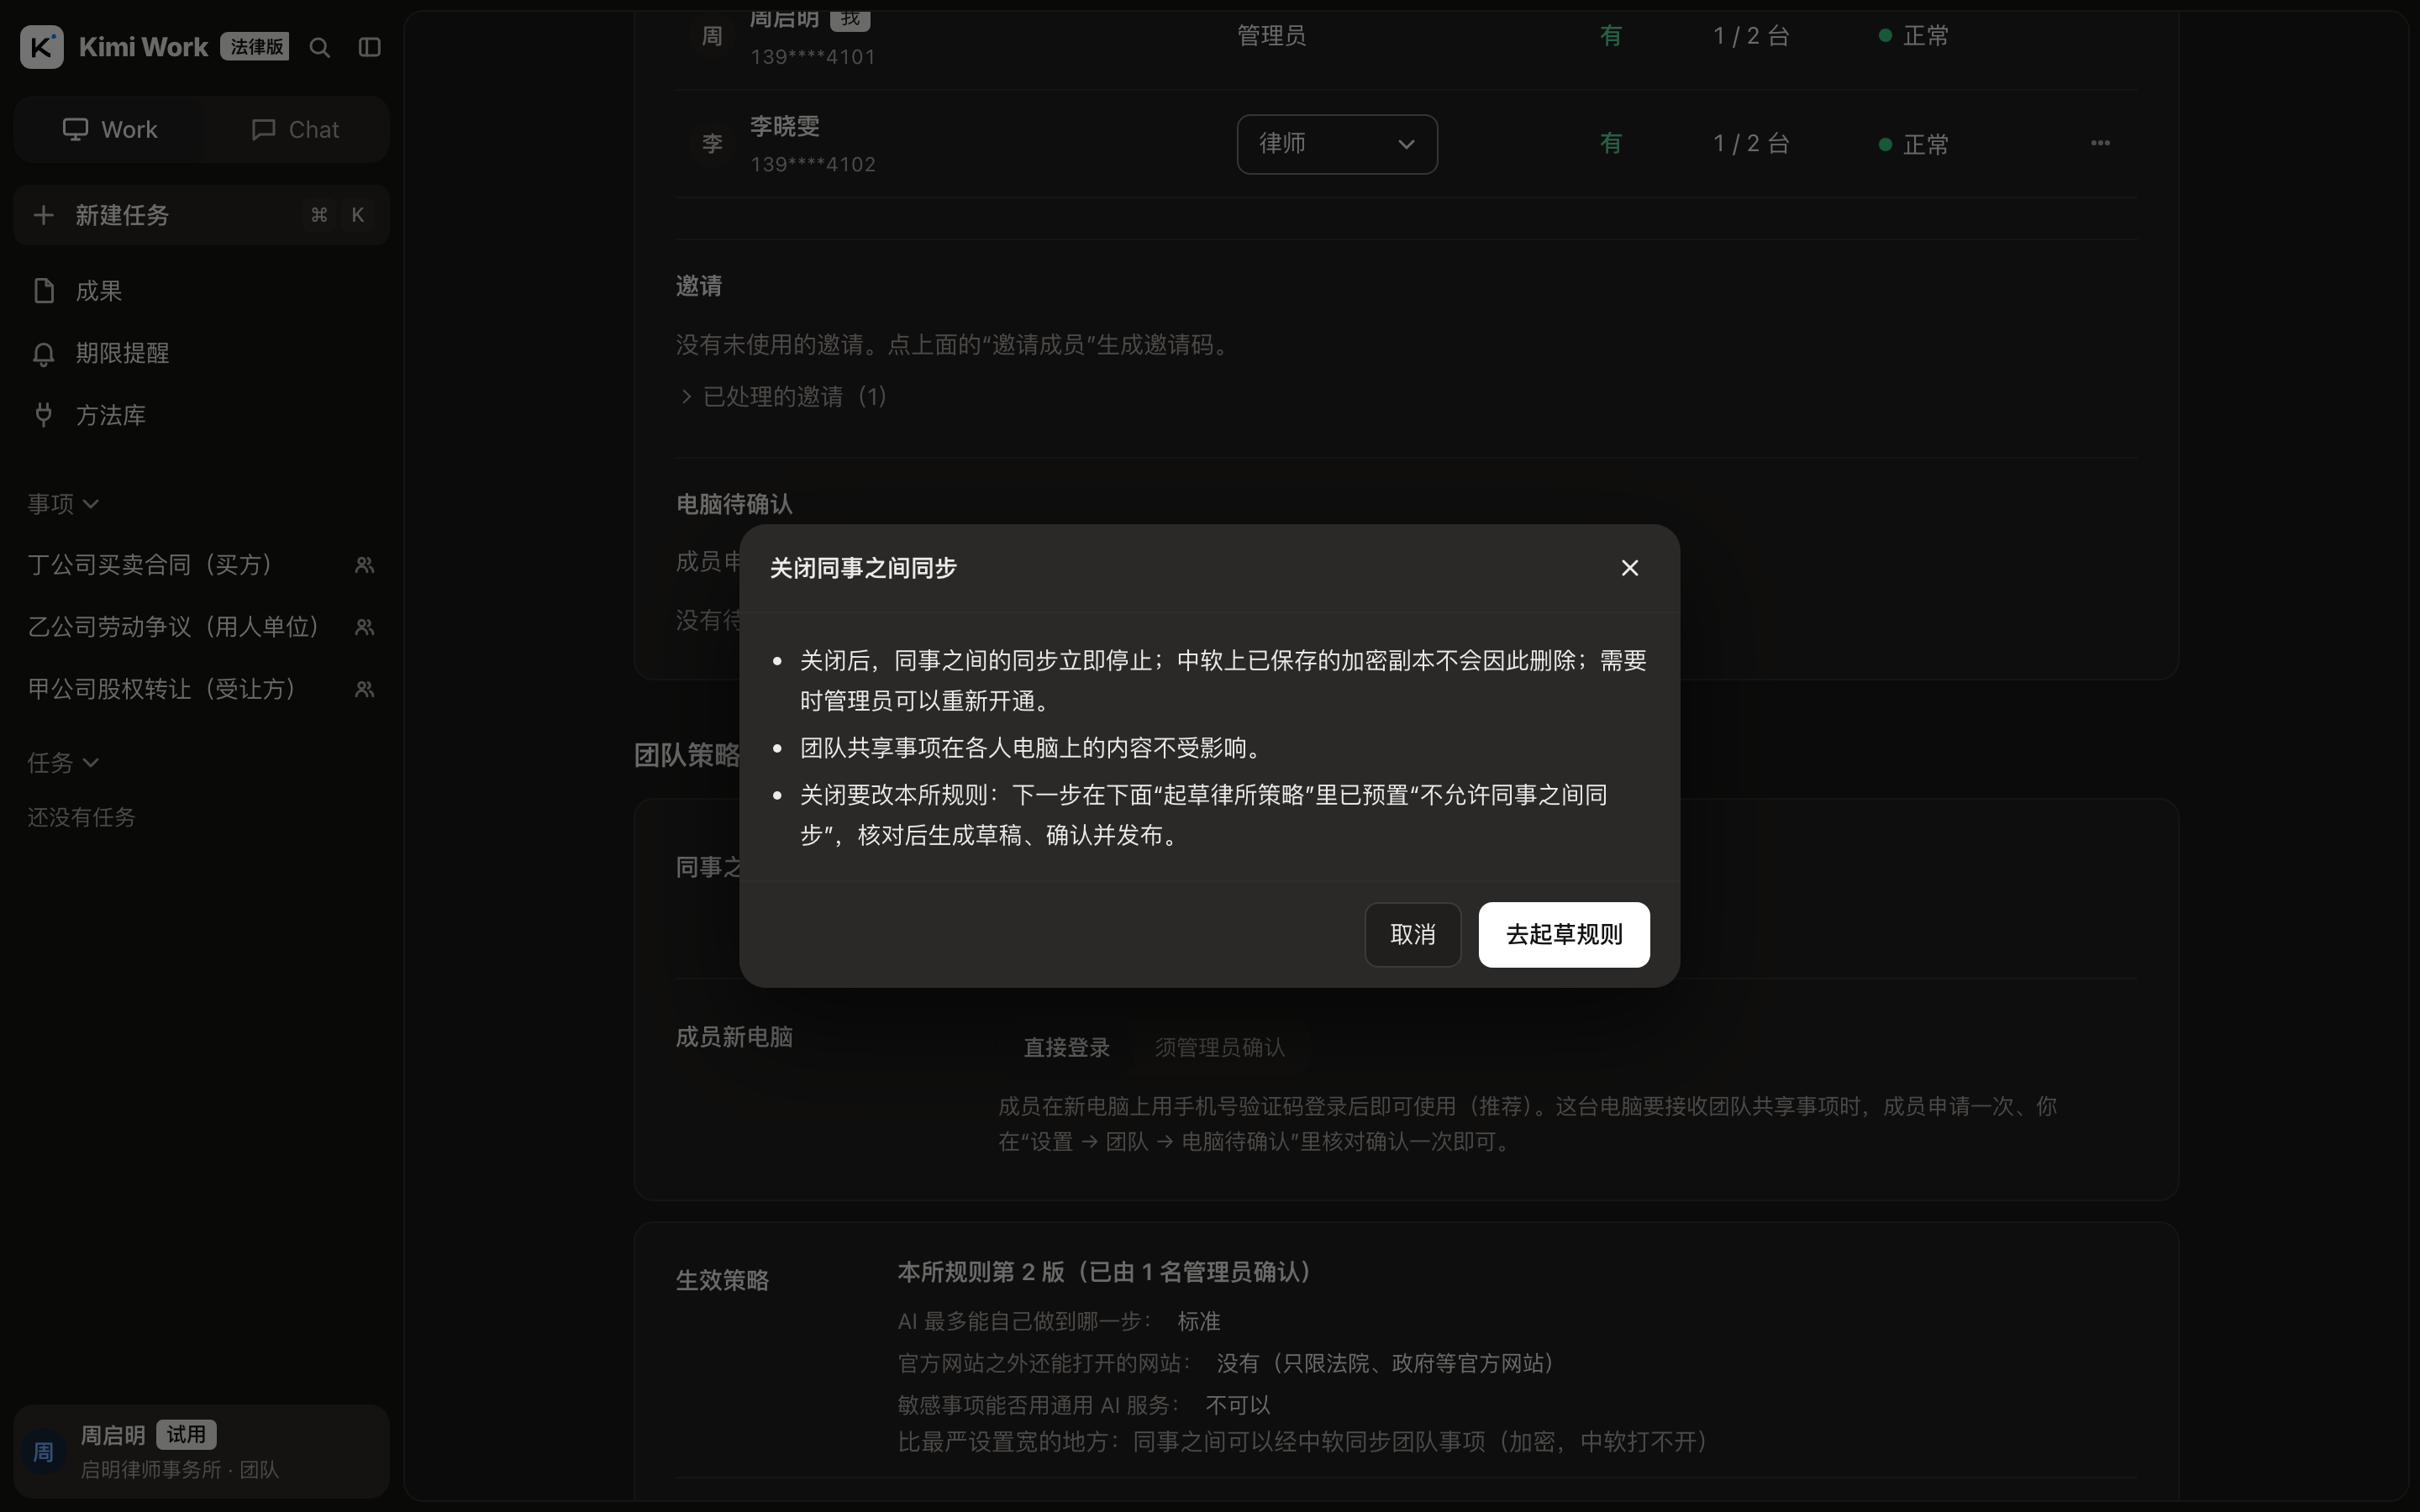 Kimi Work 法律版
Work
Chat
新建任务 ⌘ K
成果
期限提醒
方法库
事项
丁公司买卖合同（买方）
乙公司劳动争议（用人单位）
甲公司股权转让（受让方）
任务
还没有任务
周 周启明 试用
启明律师事务所 · 团队
周 周启明 我
139****4101
管理员
有
1 / 2 台
正常
李 李晓雯
139****4102
律师
有
1 / 2 台
正常
邀请
没有未使用的邀请。点上面的“邀请成员”生成邀请码。
已处理的邀请（1）
电脑待确认
成员申
没有待
团队策略
同事之
关闭同事之间同步
关闭后，同事之间的同步立即停止；中软上已保存的加密副本不会因此删除；需要
时管理员可以重新开通。
团队共享事项在各人电脑上的内容不受影响。
关闭要改本所规则：下一步在下面“起草律所策略”里已预置“不允许同事之间同
步”，核对后生成草稿、确认并发布。
取消
去起草规则
成员新电脑
直接登录
须管理员确认
成员在新电脑上用手机号验证码登录后即可使用（推荐）。这台电脑要接收团队共享事项时，成员申请一次、你
在“设置 → 团队 → 电脑待确认”里核对确认一次即可。
生效策略
本所规则第 2 版（已由 1 名管理员确认）
AI 最多能自己做到哪一步： 标准
官方网站之外还能打开的网站： 没有（只限法院、政府等官方网站）
敏感事项能否用通用 AI 服务： 不可以
比最严设置宽的地方：同事之间可以经中软同步团队事项（加密，中软打不开）